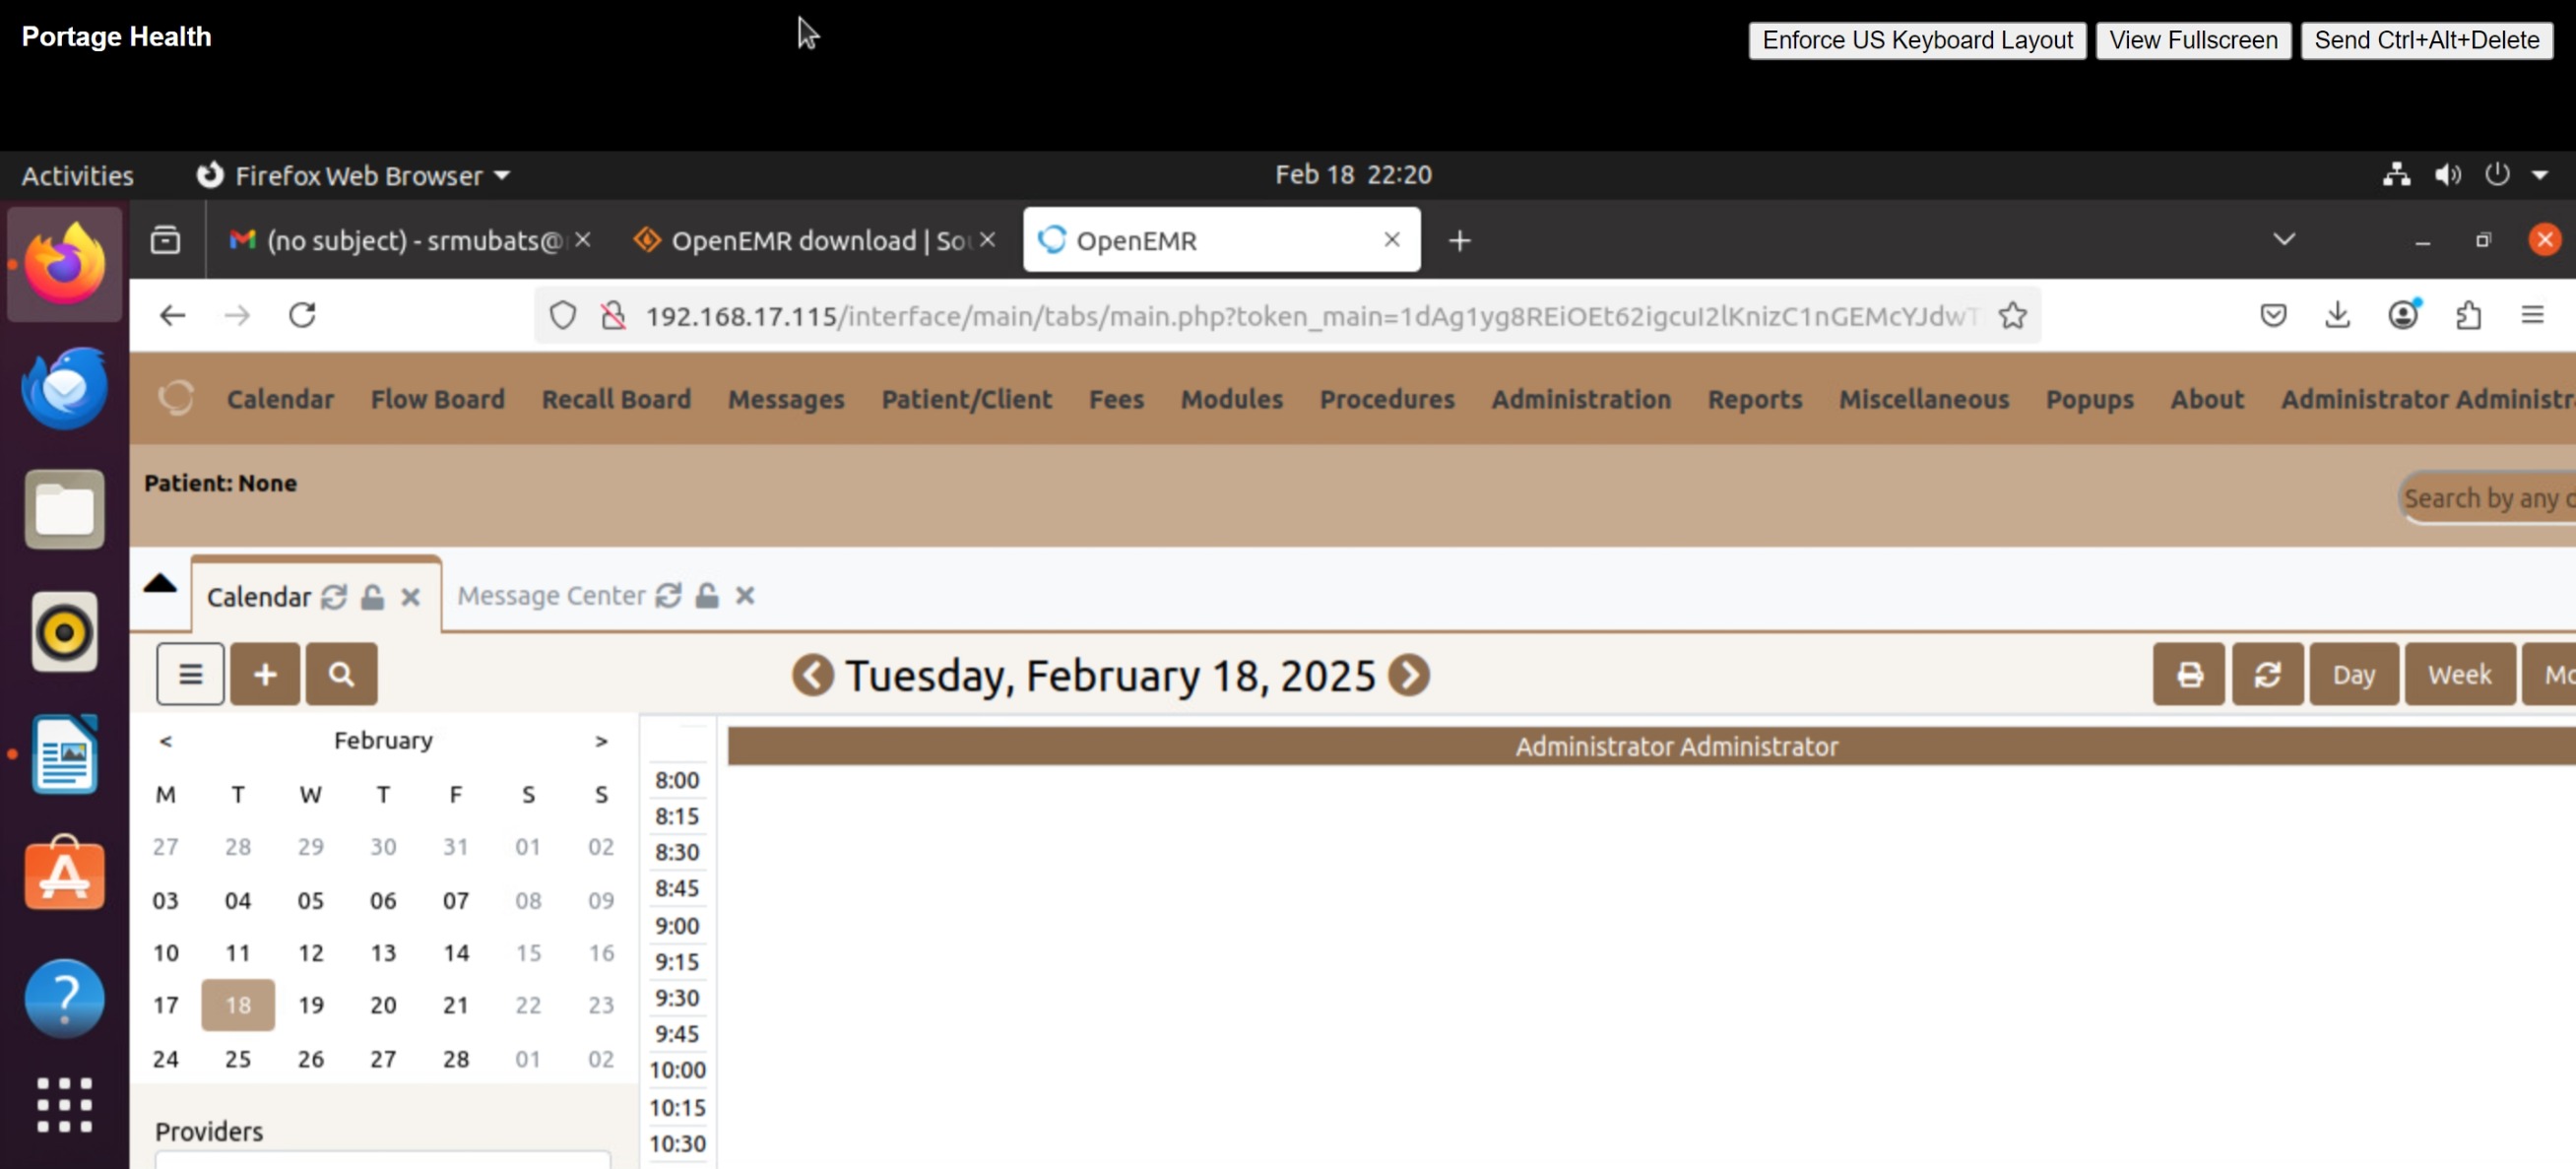 Portage Health
Enforce US Keyboard Layout View Fullscreen Send Ctrl+Alt+Delete
Activities Firefox Web Browser Feb 18 22:20
(no subject) - srmubats@ OpenEMR download | Sou OpenEMR
192.168.17.115/interface/main/tabs/main.php?token_main=1dAg1yg8REiOEt62igcuI2lKnizC1nGEMcYJdwT
Calendar Flow Board Recall Board Messages Patient/Client Fees Modules Procedures Administration Reports Miscellaneous Popups About Administrator Administr
Patient: None
Search by any d
Calendar Message Center
Tuesday, February 18, 2025
Day Week Mo
< February >
Administrator Administrator
M T W T F S S
27 28 29 30 31 01 02
03 04 05 06 07 08 09
10 11 12 13 14 15 16
17 18 19 20 21 22 23
24 25 26 27 28 01 02
Providers
8:00
8:15
8:30
8:45
9:00
9:15
9:30
9:45
10:00
10:15
10:30